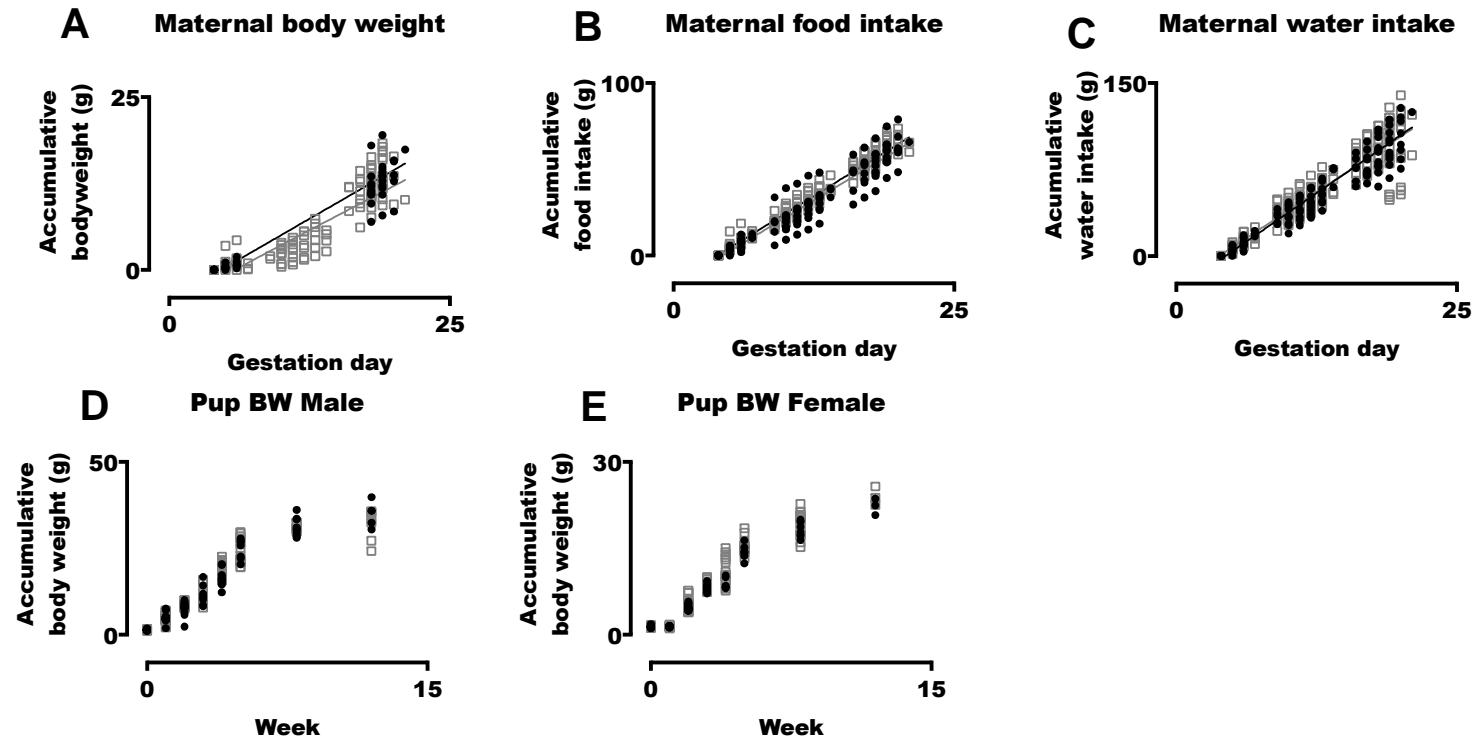 A
Maternal body weight
Accumulative
bodyweight (g)
25
0
0
25
Gestation day
B
Maternal food intake
Acumulative
food intake (g)
100
0
0
25
Gestation day
C
Maternal water intake
Acumulative
water intake (g)
150
0
0
25
Gestation day
D
Pup BW Male
Accumulative
body weight (g)
50
0
0
15
Week
E
Pup BW Female
Accumulative
body weight (g)
30
0
0
15
Week